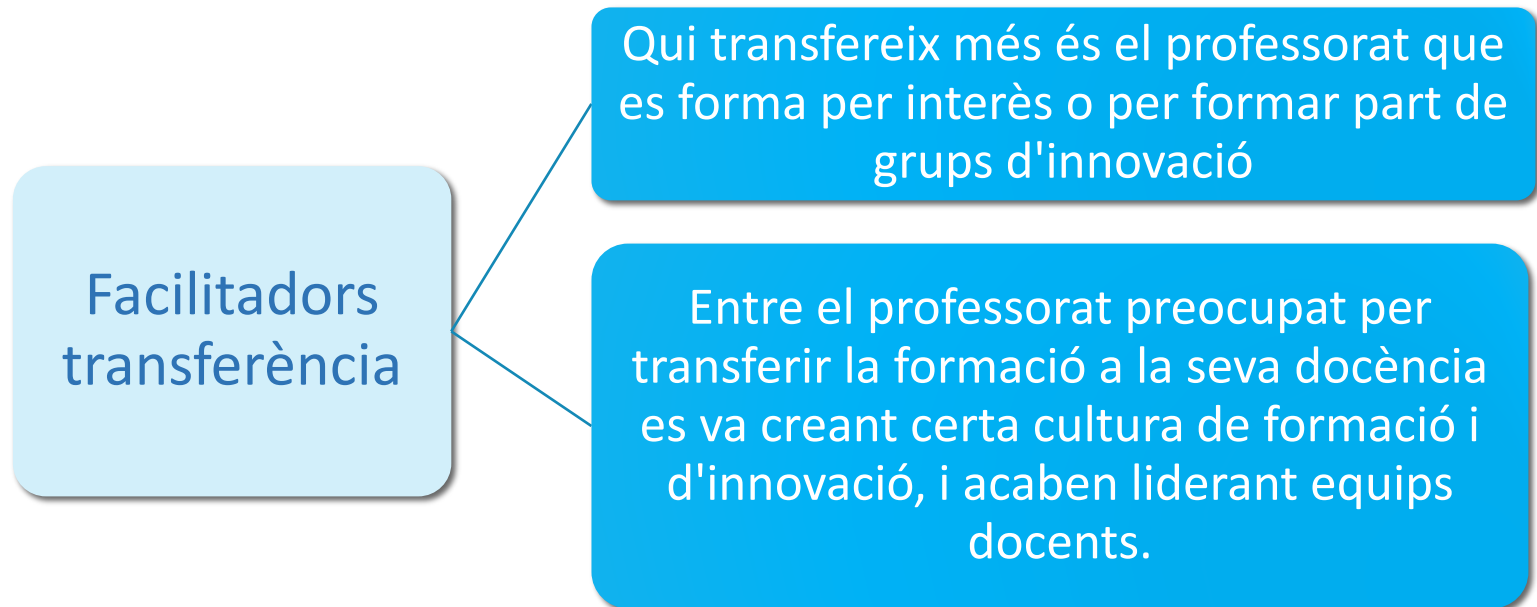 Facilitadors
transferència
Qui transfereix més és el professorat que
es forma per interès o per formar part de
grups d'innovació
Entre el professorat preocupat per
transferir la formació a la seva docència
es va creant certa cultura de formació i
d'innovació, i acaben liderant equips
docents.